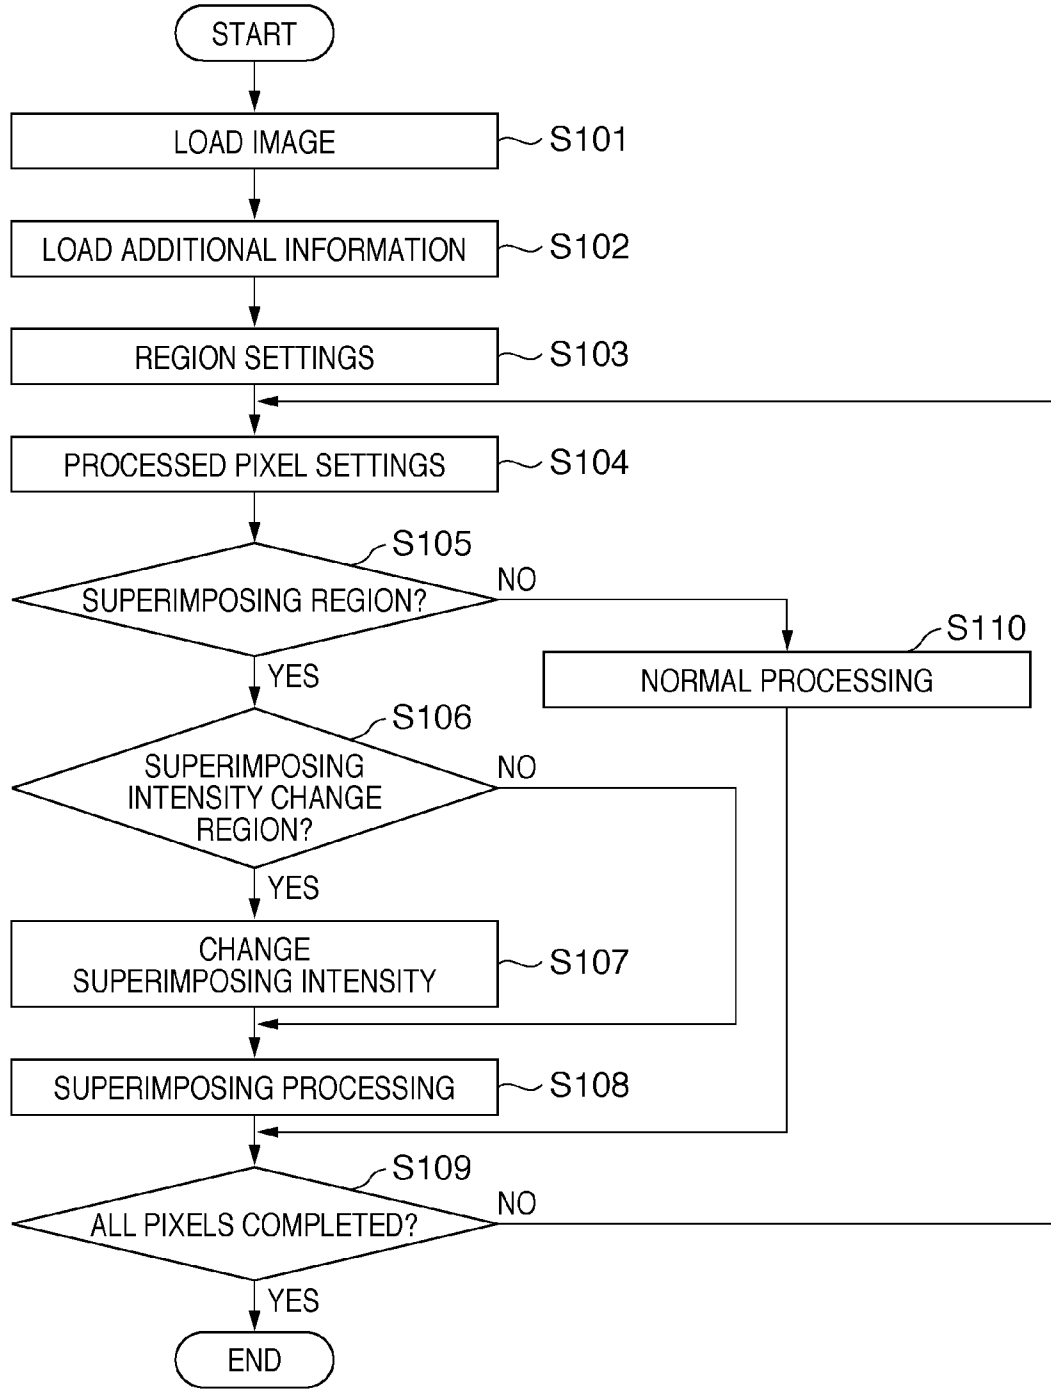 START
LOAD IMAGE
S101
LOAD ADDITIONAL INFORMATION
S102
REGION SETTINGS
S103
PROCESSED PIXEL SETTINGS
S104
S105
SUPERIMPOSING REGION?
NO
YES
S110
NORMAL PROCESSING
S106
SUPERIMPOSING
INTENSITY CHANGE
REGION?
NO
YES
CHANGE
SUPERIMPOSING INTENSITY
S107
SUPERIMPOSING PROCESSING
S108
S109
ALL PIXELS COMPLETED?
NO
YES
END